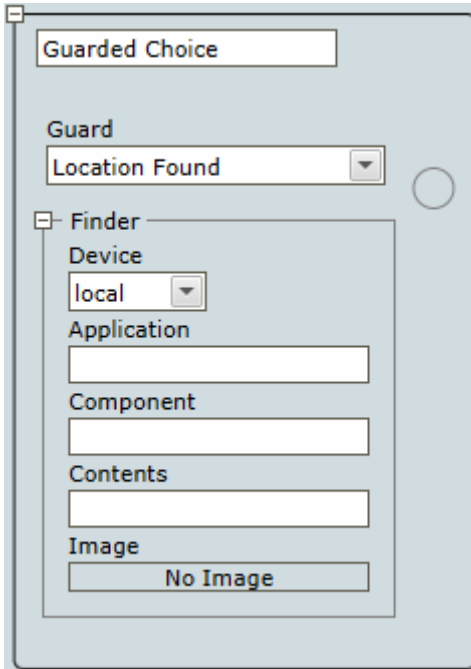 Guarded Choice
Guard
Location Found
Finder
Device
local
Application
Component
Contents
Image
No Image